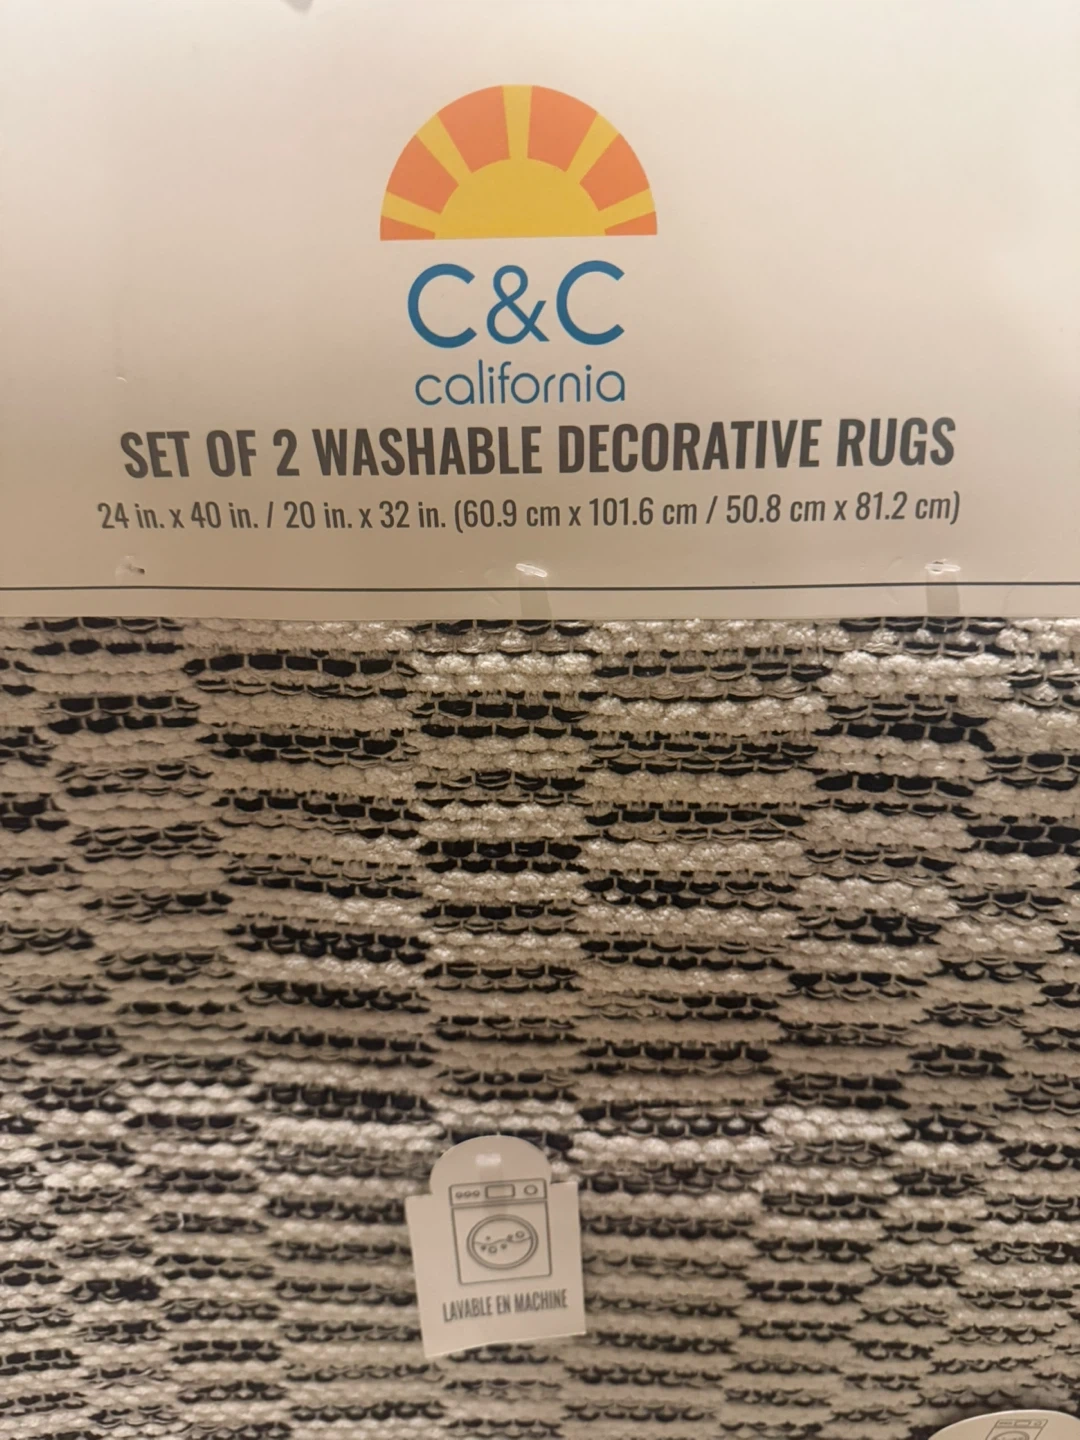 C&C
california
SET OF 2 WASHABLE DECORATIVE RUGS
24 in. x 40 in. / 20 in. x 32 in. (60.9 cm x 101.6 cm / 50.8 cm x 81.2 cm)
LAVABLE EN MACHINE